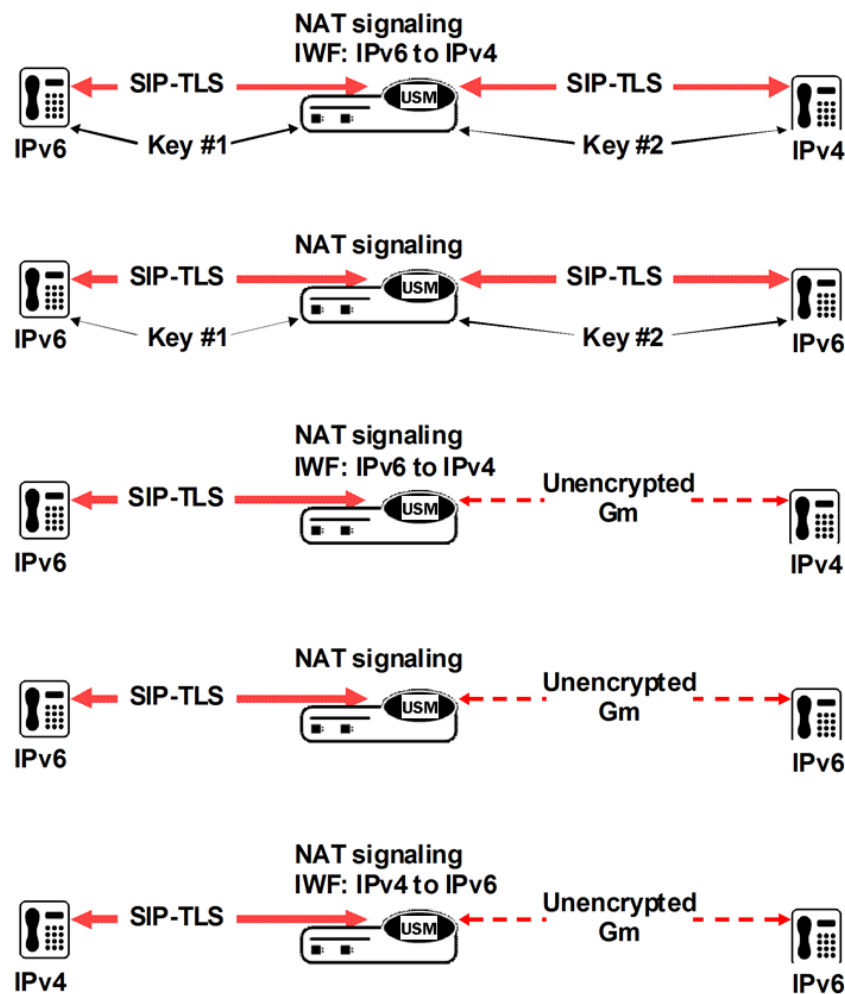 NAT signaling
IWF: IPv6 to IPv4
SIP-TLS
USM
SIP-TLS
IPv6
Key #1
Key #2
IPv4
NAT signaling
SIP-TLS
USM
SIP-TLS
IPv6
Key #1
Key #2
IPv6
NAT signaling
IWF: IPv6 to IPv4
SIP-TLS
USM
Unencrypted
Gm
IPv6
IPv4
NAT signaling
SIP-TLS
USM
Unencrypted
Gm
IPv6
IPv6
NAT signaling
IWF: IPv4 to IPv6
SIP-TLS
USM
Unencrypted
Gm
IPv4
IPv6